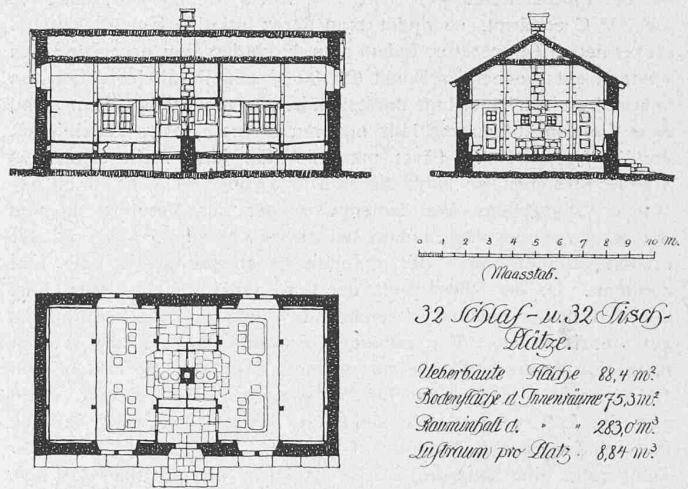 0 1 2 3 4 5 6 7 8 9 10 m.
Maasstab.
32 Schlaf- u. 32 Tisch-
Plätze.
Ueberbaute Fläche 88,4 m².
Bodenfläche d. Innenräume 75,3 m².
Rauminhalt d. " " 283,0 m³
Luftraum pro Platz. 8,84 m³.